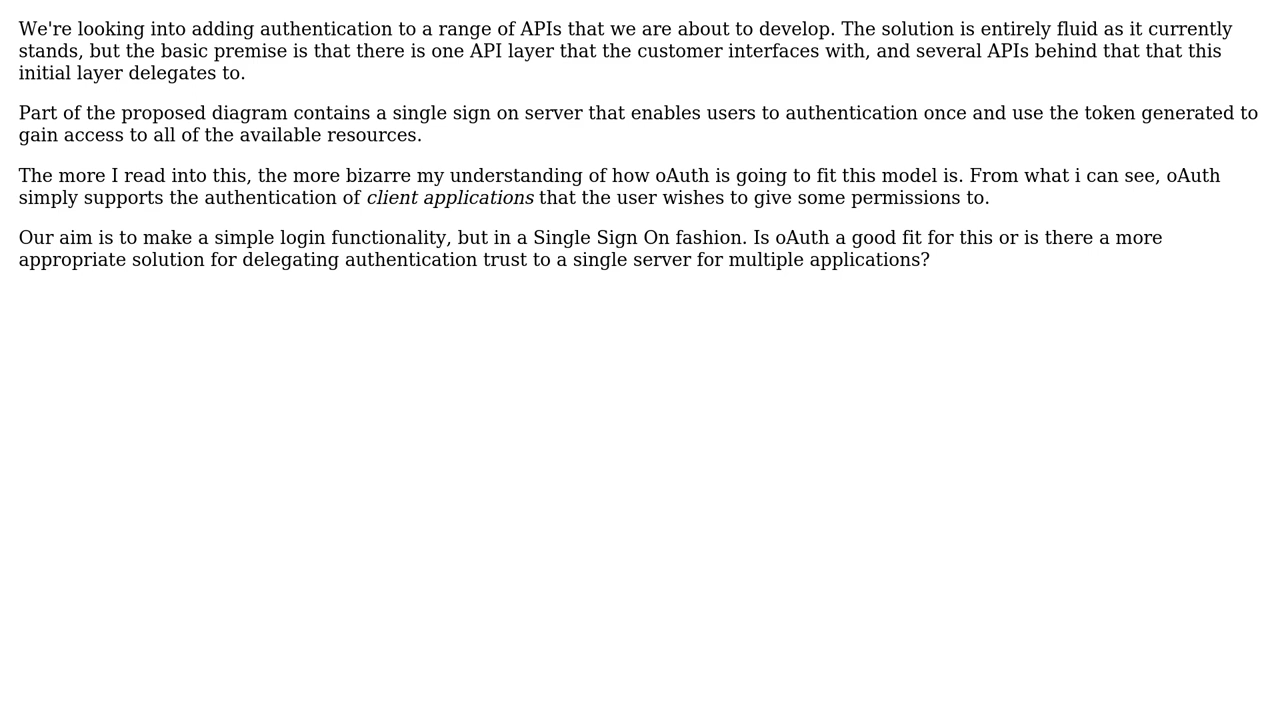 We're looking into adding authentication to a range of APIs that we are about to develop. The solution is entirely fluid as it currently
stands, but the basic premise is that there is one API layer that the customer interfaces with, and several APIs behind that that this
initial layer delegates to.
Part of the proposed diagram contains a single sign on server that enables users to authentication once and use the token generated to
gain access to all of the available resources.
The more I read into this, the more bizarre my understanding of how oAuth is going to fit this model is. From what i can see, oAuth
simply supports the authentication of client applications that the user wishes to give some permissions to.
Our aim is to make a simple login functionality, but in a Single Sign On fashion. Is oAuth a good fit for this or is there a more
appropriate solution for delegating authentication trust to a single server for multiple applications?